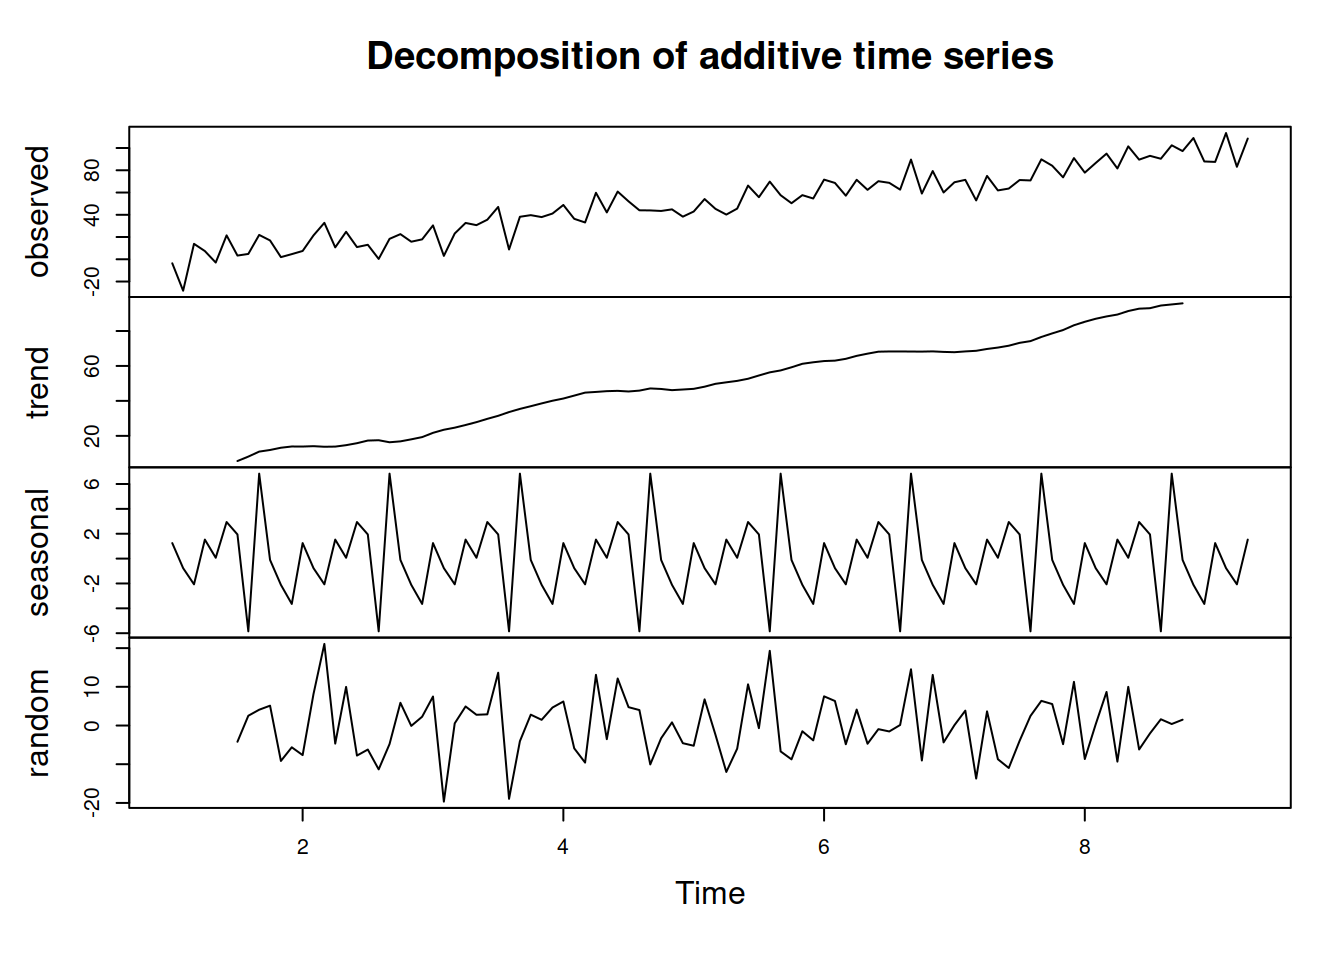 Decomposition of additive time series
observed
-20 40 80
trend
20 60
seasonal
-6 -2 2 6
random
-20 0 10
2 4 6 8
Time